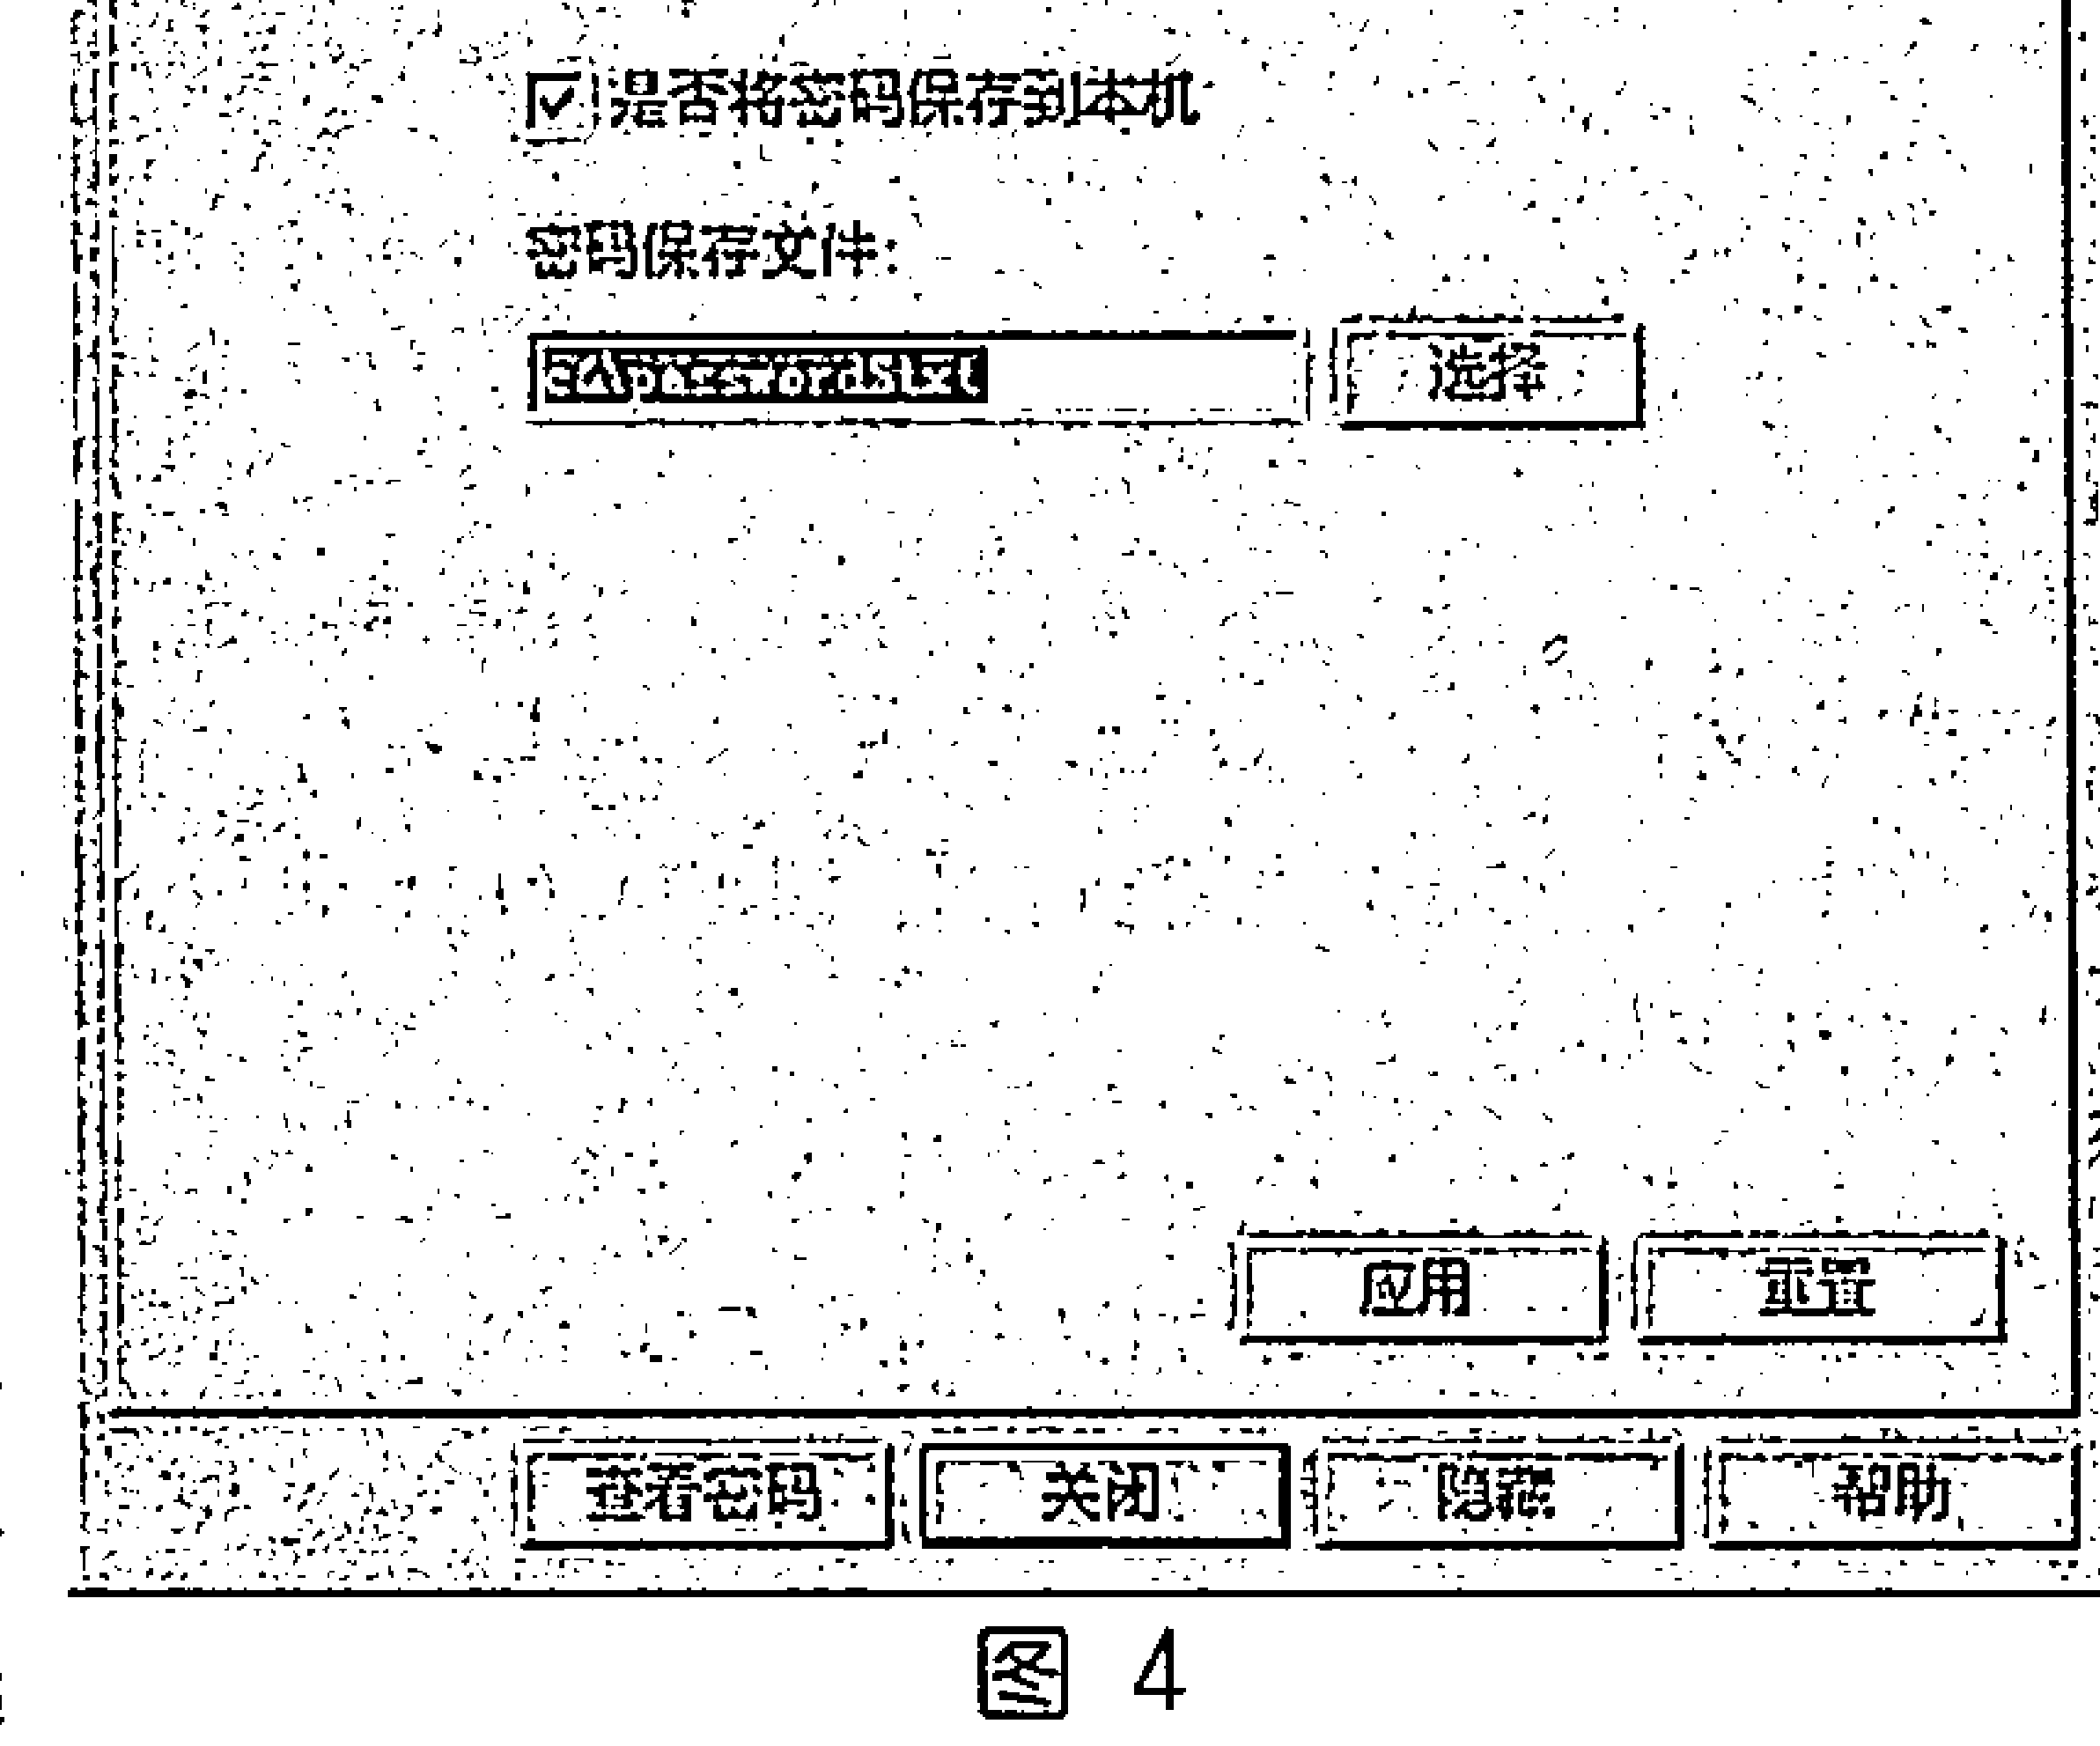 是否将密码保存到本机
密码保存文件:
选择
应用 重置
查看密码 关闭 隐藏 帮助
图 4